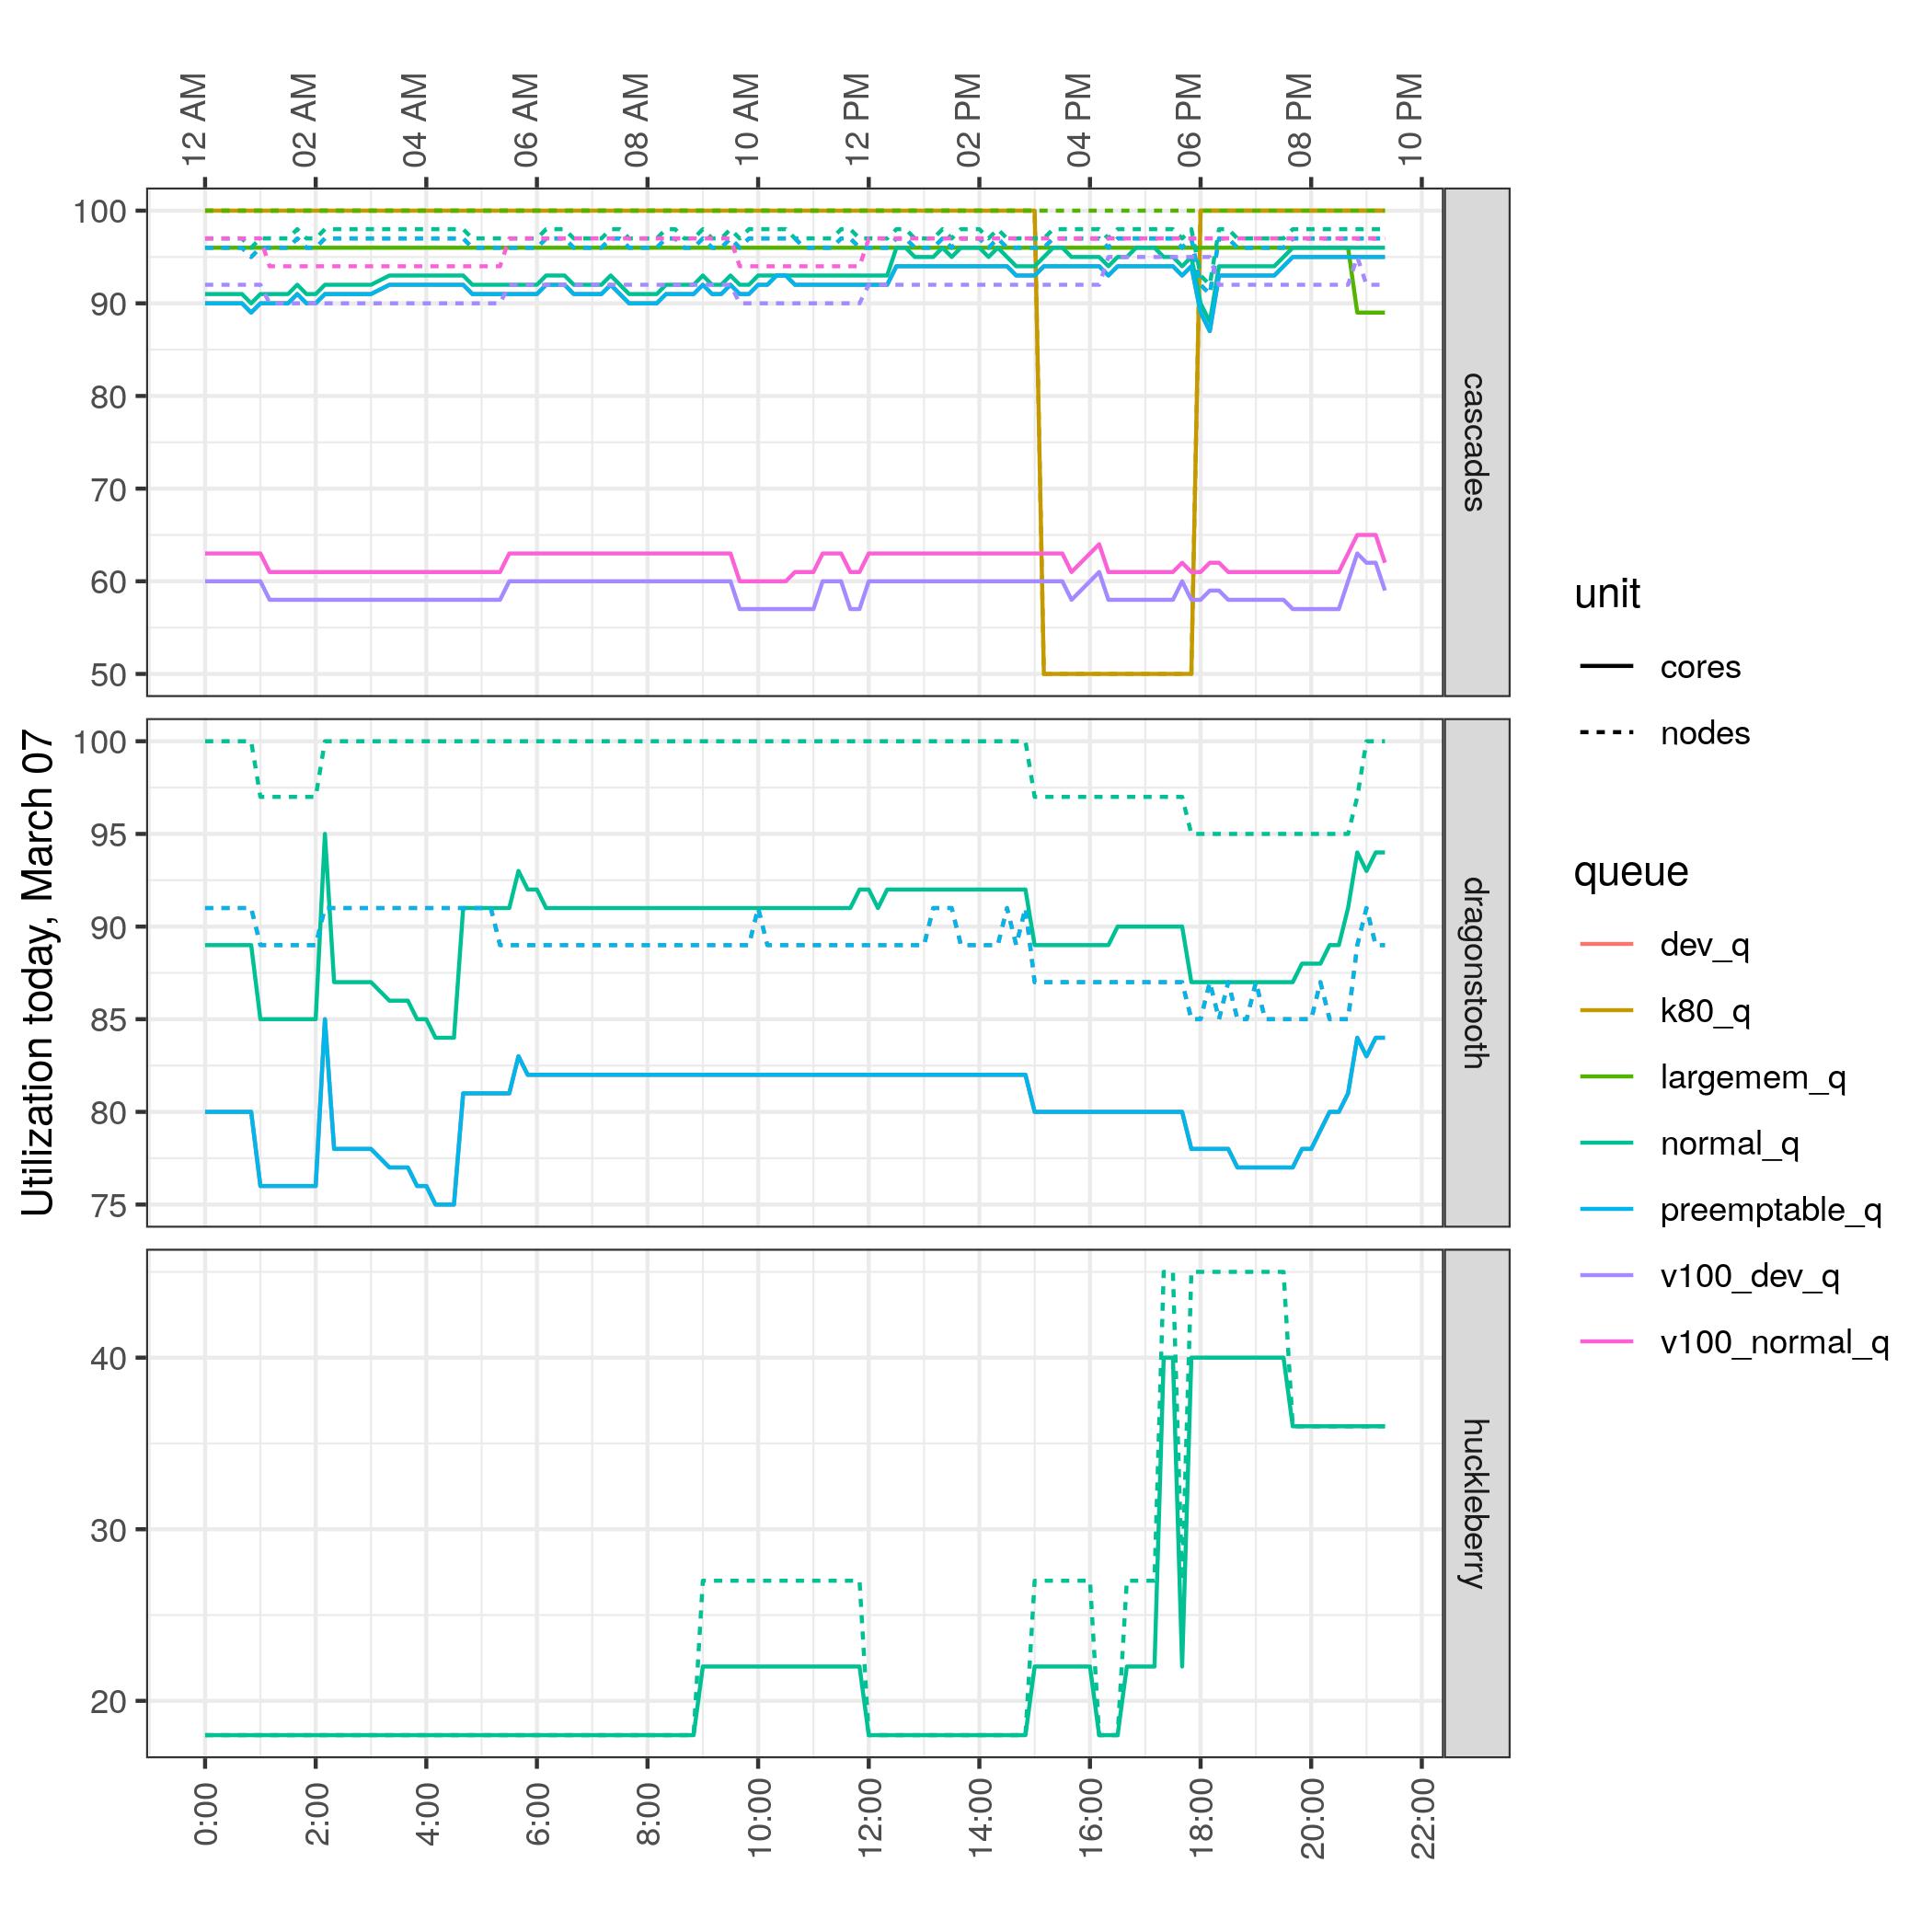 12 AM
02 AM
04 AM
06 AM
08 AM
10 AM
12 PM
02 PM
04 PM
06 PM
08 PM
10 PM
Utilization today, March 07
100
90
80
70
60
50
cascades
100
95
90
85
80
75
dragonstooth
40
30
20
huckleberry
0:00
2:00
4:00
6:00
8:00
10:00
12:00
14:00
16:00
18:00
20:00
22:00
unit
cores
nodes
queue
dev_q
k80_q
largemem_q
normal_q
preemptable_q
v100_dev_q
v100_normal_q